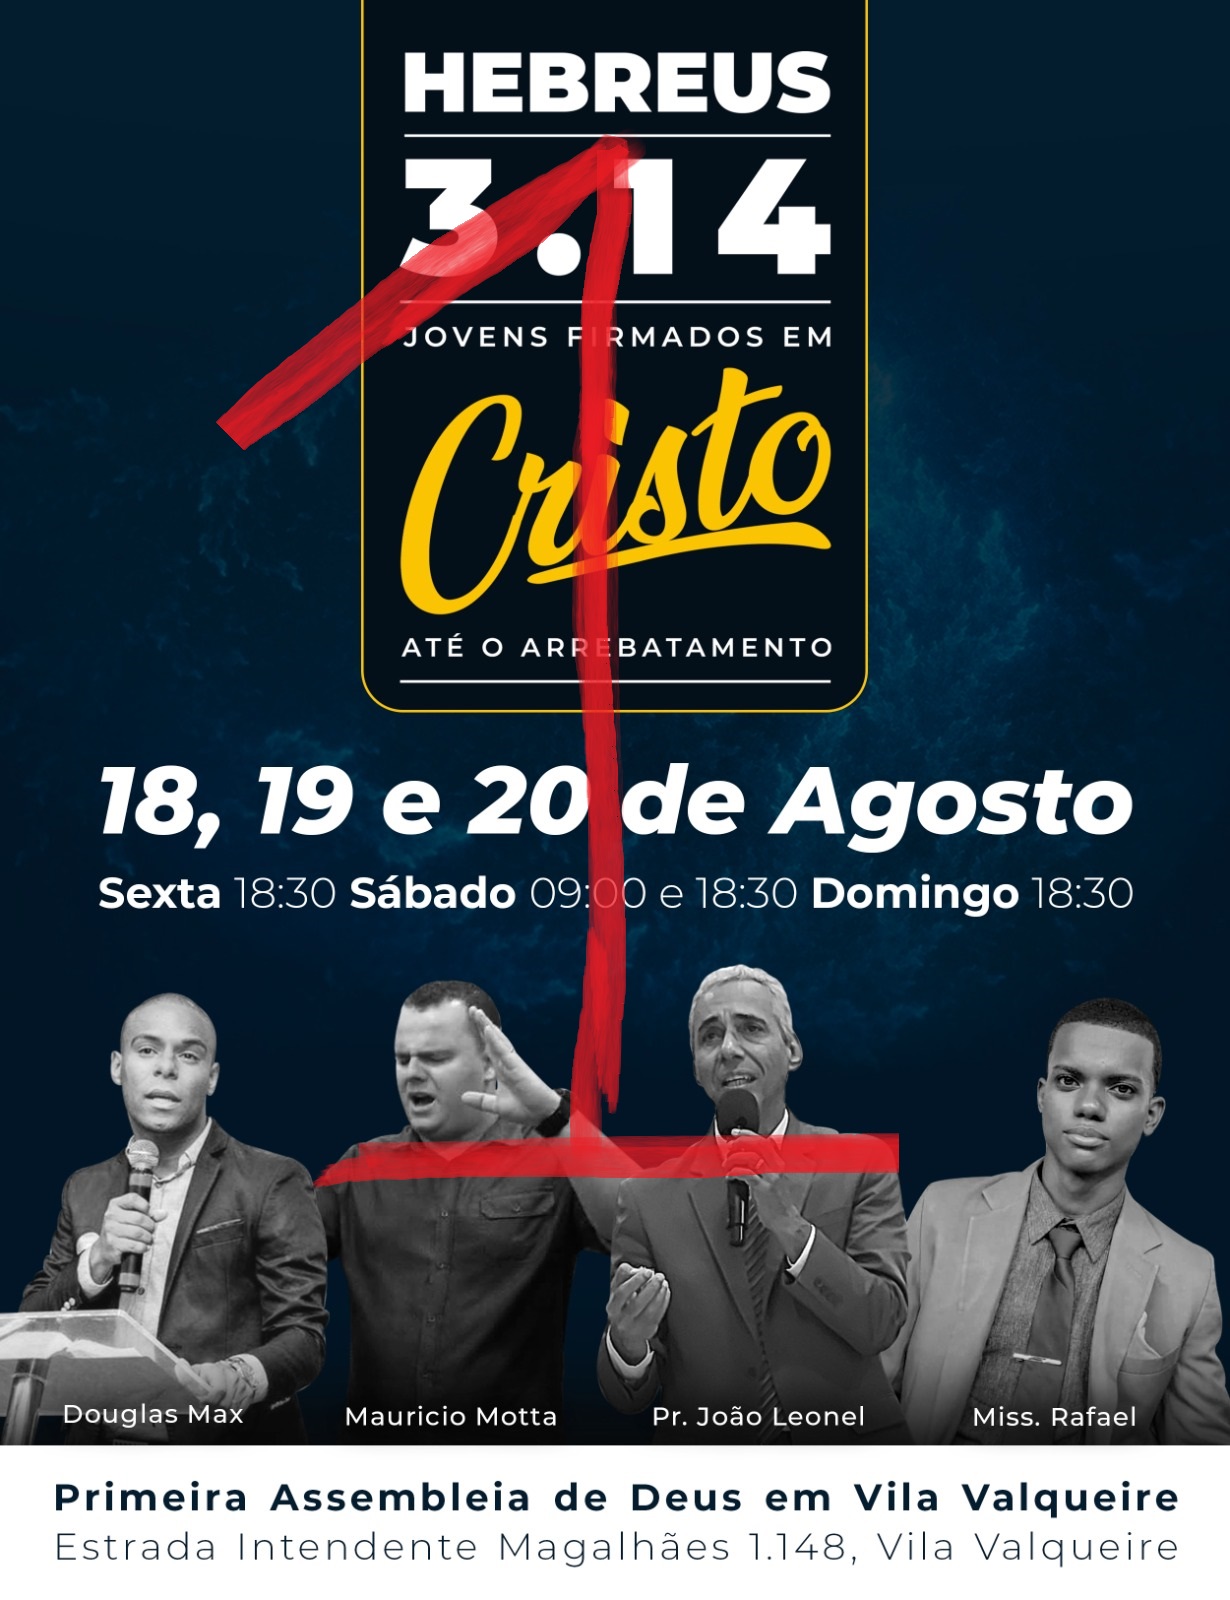 HEBREUS
3.14
JOVENS FIRMADOS EM
Cristo
ATÉ O ARREBATAMENTO
18, 19 e 20 de Agosto
Sexta 18:30 Sábado 09:00 e 18:30 Domingo 18:30
Douglas Max
Mauricio Motta
Pr. João Leonel
Miss. Rafael
Primeira Assembleia de Deus em Vila Valqueire
Estrada Intendente Magalhães 1.148, Vila Valqueire
1